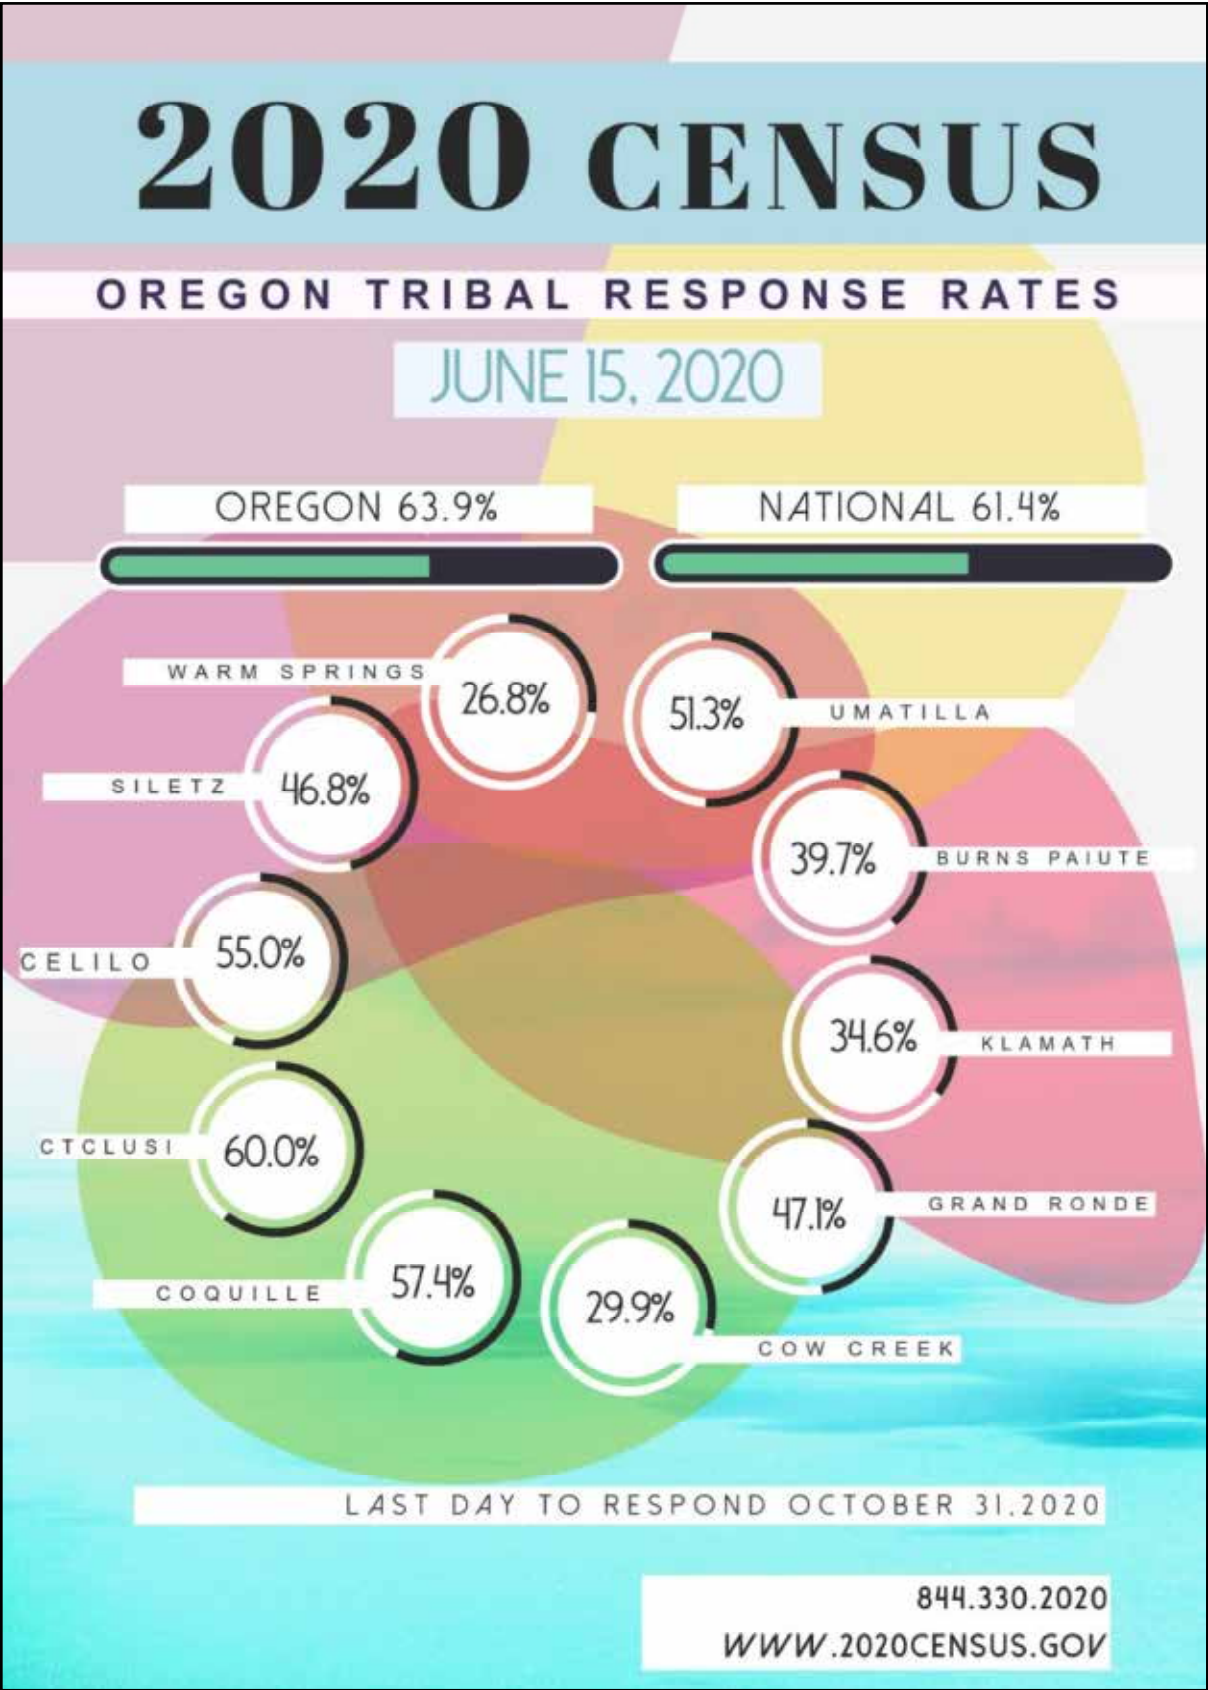 2020 CENSUS
OREGON TRIBAL RESPONSE RATES
JUNE 15, 2020
OREGON 63.9%
NATIONAL 61.4%
WARM SPRINGS
26.8%
51.3%
UMATILLA
SILETZ
46.8%
39.7%
BURNS PAIUTE
CELILO
55.0%
34.6%
KLAMATH
CTCLUSI
60.0%
47.1%
GRAND RONDE
COQUILLE
57.4%
29.9%
COW CREEK
LAST DAY TO RESPOND OCTOBER 31.2020
844.330.2020
WWW.2020CENSUS.GOV